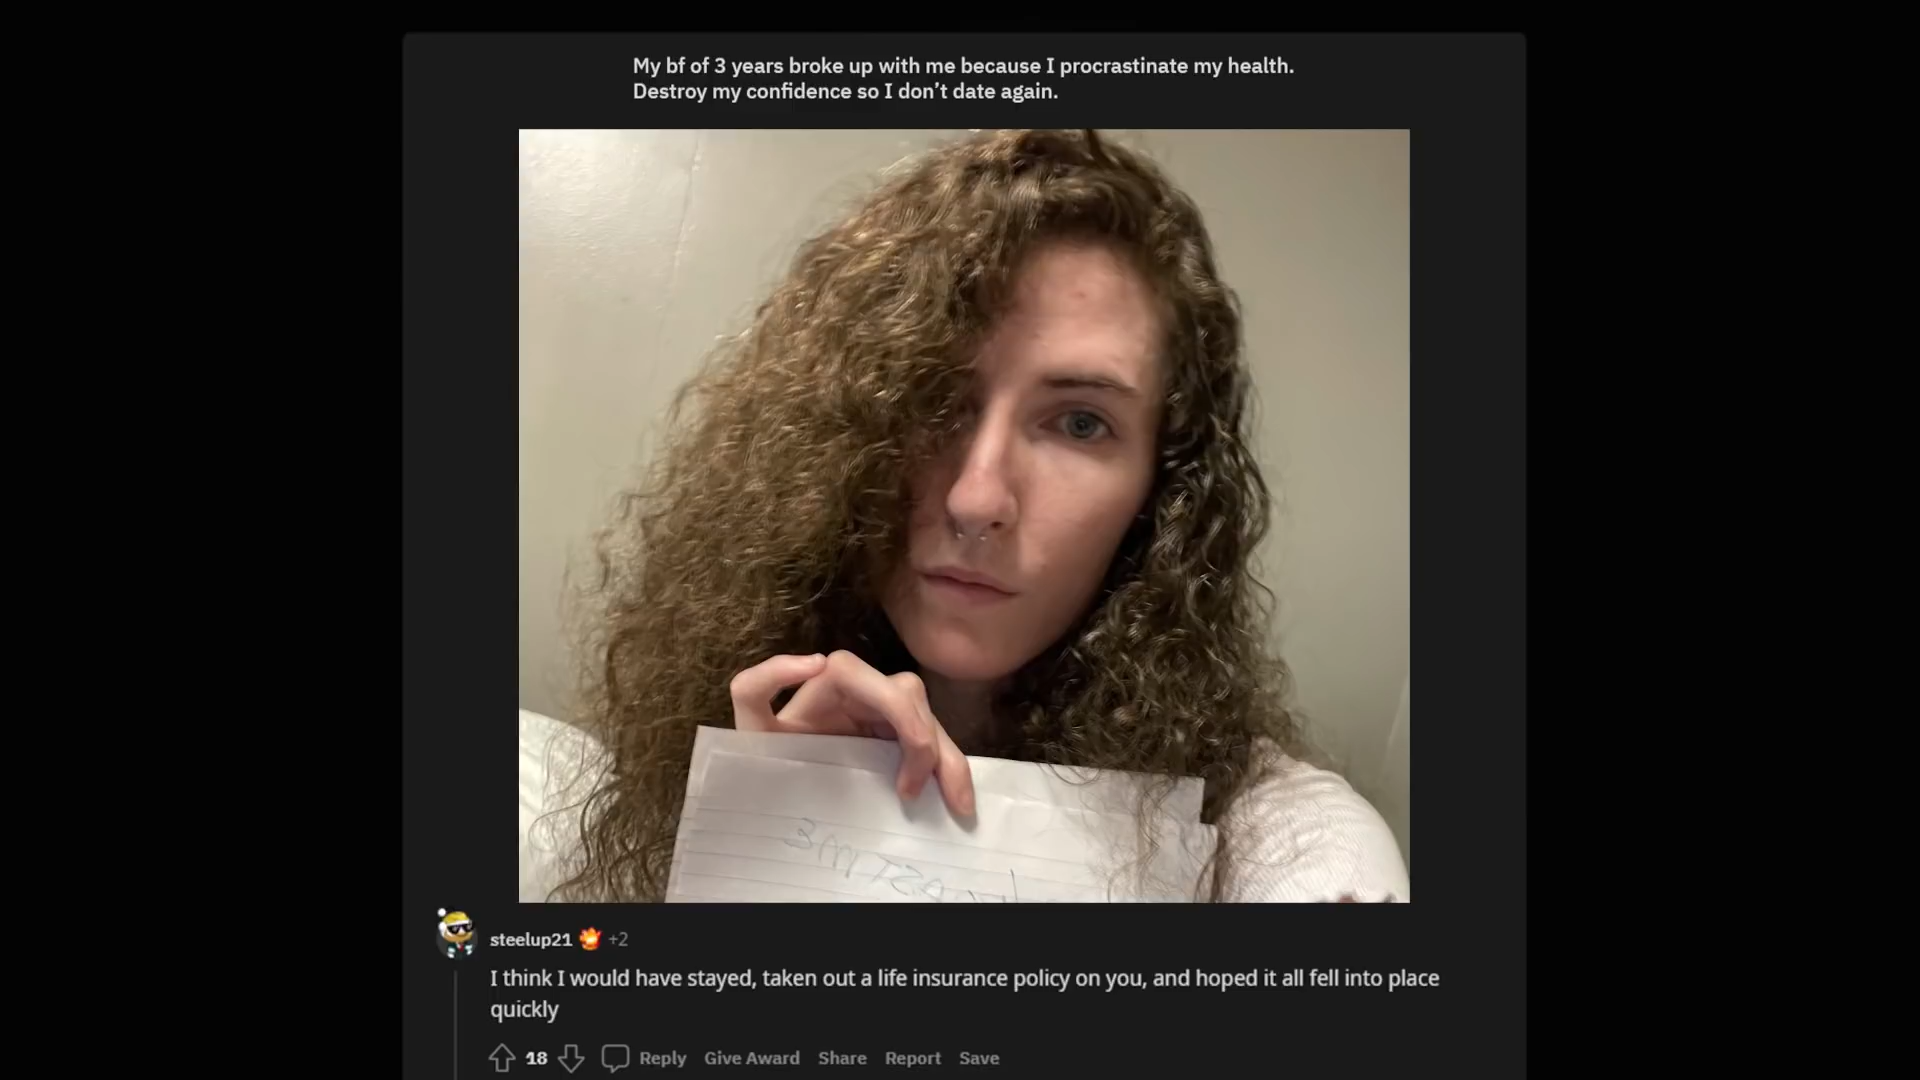 My bf of 3 years broke up with me because I procrastinate my health.
Destroy my confidence so I don’t date again.
steelup21 +2
I think I would have stayed, taken out a life insurance policy on you, and hoped it all fell into place
quickly
18 Reply Give Award Share Report Save